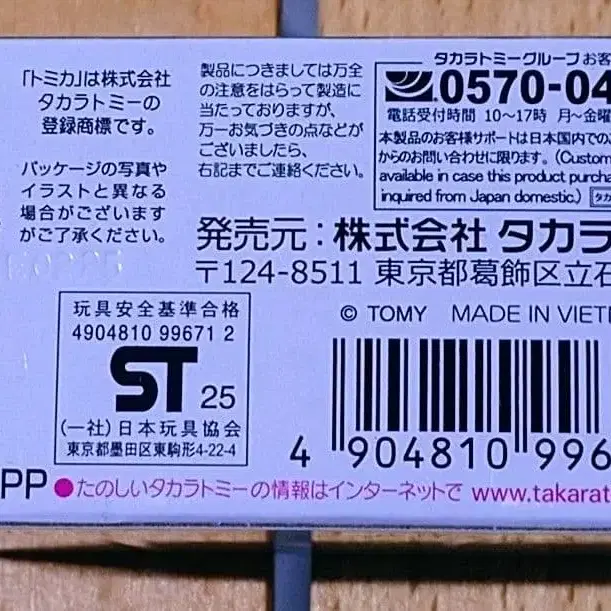 「トミカ」は株式会社
タカラトミーの
登録商標です。
パッケージの写真や
イラストと異なる
場合がございます
がご了承ください。
製品につきましては万全
の注意をはらって製造に
当たっておりますが、
万一お気づきの点などが
ございましたら、
右記までご連絡ください。
タカラトミーグループお客
0570-04
電話受付時間 10〜17時 月〜金曜
本製品のお客様サポートは日本国内での
からのお問い合わせに限ります。(Custom
available in case this product purcha
inquired from Japan domestic.)
発売元：株式会社 タカラ
〒124-8511 東京都葛飾区立石
玩具安全基準合格
4904810 99671 2
ST 25
(一社)日本玩具協会
東京都墨田区東駒形4-22-4
© TOMY MADE IN VIET
4 904810 996
PP ●たのしいタカラトミーの情報はインターネットで www.takarat